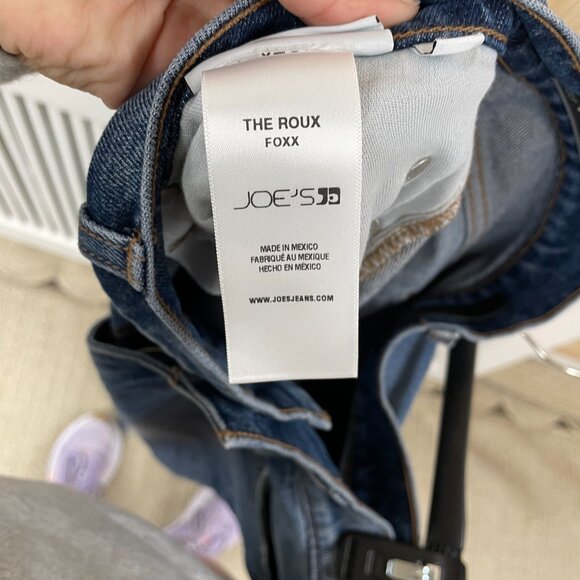 THE ROUX
FOXX
JOE'S
MADE IN MEXICO
FABRIQUÉ AU MEXIQUE
HECHO EN MÉXICO
WWW.JOESJEANS.COM